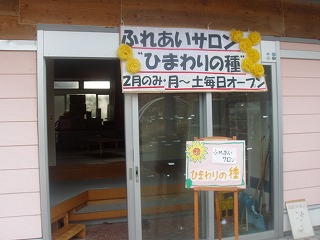 ふれあいサロン
"ひまわりの種"
2月のみ・月～土毎日オープン
ふれあい
サロン
ひまわりの種